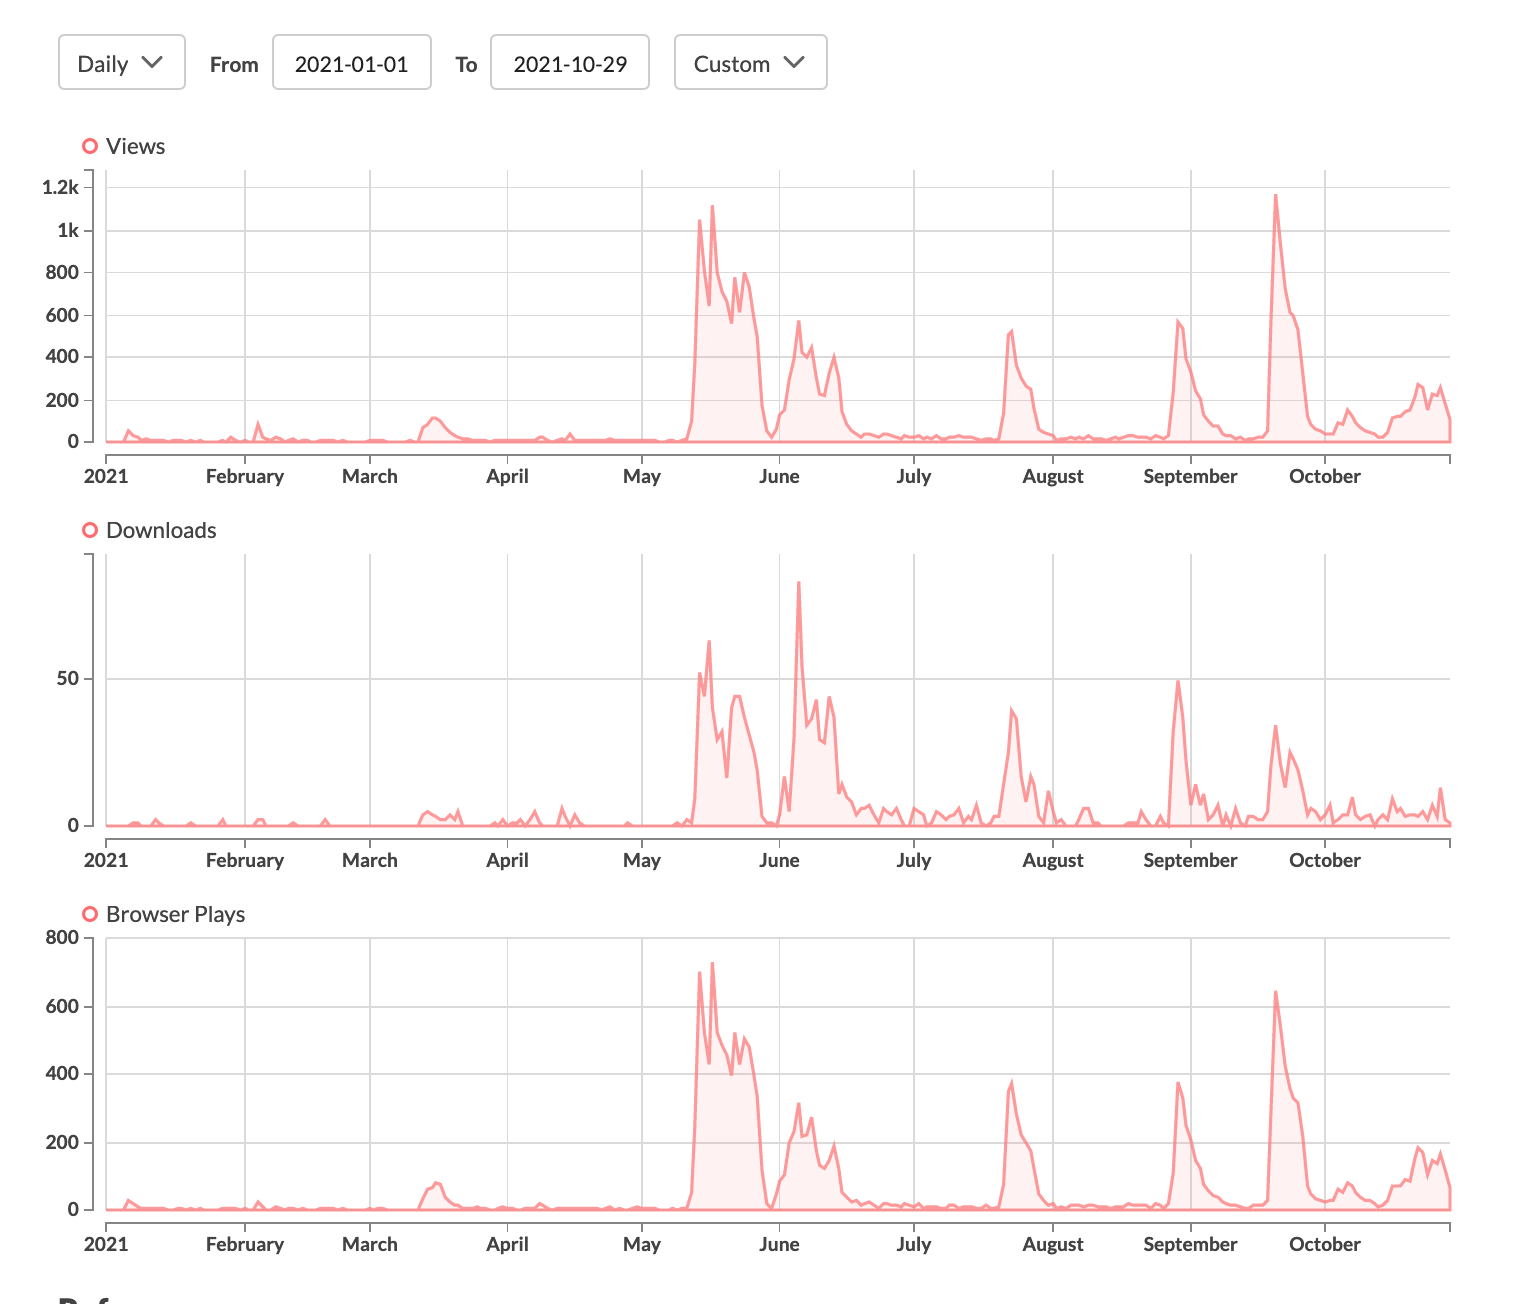 Daily From 2021-01-01 To 2021-10-29 Custom
Views
1.2k
1k
800
600
400
200
0
2021 February March April May June July August September October
Downloads
50
0
2021 February March April May June July August September October
Browser Plays
800
600
400
200
0
2021 February March April May June July August September October